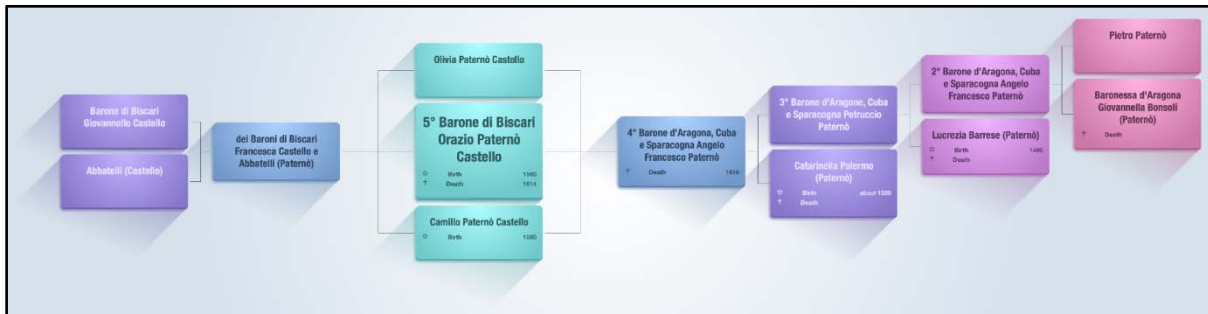 Barone di Biscari
Giovannello Castello
Abbatelli (Castello)
dei Baroni di Biscari
Francesca Castello e
Abbatelli (Paternò)
Olivia Paternò Castollo
5° Barone di Biscari
Orazio Paternò
Castello
Birth 1560
Death 1614
Camillo Paternò Castello
Birth 1580
4° Barone d'Aragona, Cuba
e Sparacogna Angelo
Francesco Paternò
Death 1616
3° Barone d'Aragone, Cuba
e Sparacogna Petruccio
Paternò
Catarinella Palermo
(Paternò)
Birth about 1500
Death
2° Barone d'Aragona, Cuba
e Sparacogna Angelo
Francesco Paternò
Lucrezia Barrese (Paternò)
Birth 1480
Death
Pietro Paternò
Baronessa d'Aragona
Giovannella Bonsoli
(Paternò)
Death